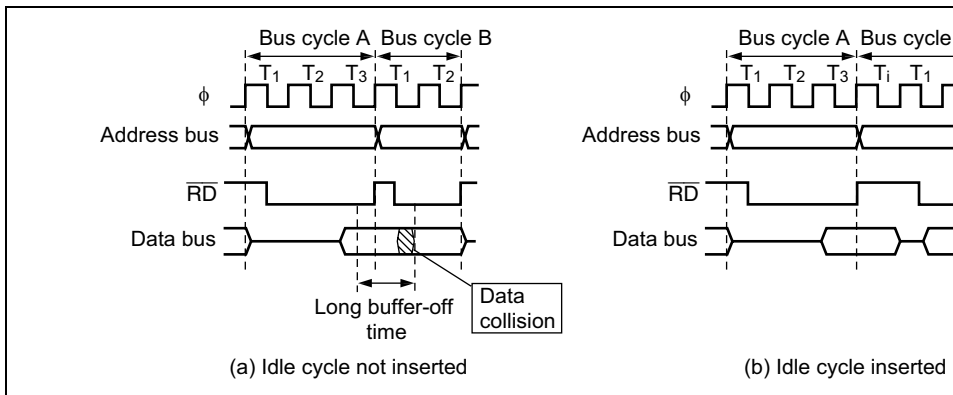 Bus cycle A Bus cycle B
T1 T2 T3 T1 T2
ϕ
Address bus
RD
Data bus
Long buffer-off
time
Data
collision
(a) Idle cycle not inserted
Bus cycle A Bus cycle
T1 T2 T3 Ti T1
ϕ
Address bus
RD
Data bus
(b) Idle cycle inserted